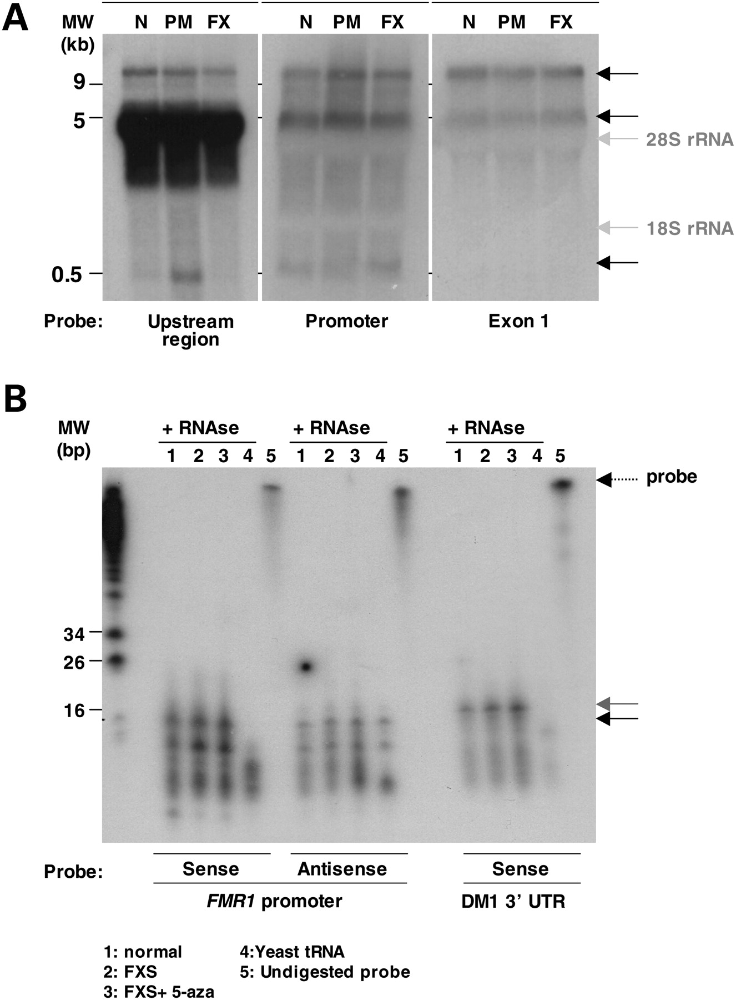 A
MW N PM FX N PM FX N PM FX
(kb)
9
5
28S rRNA
18S rRNA
0.5
Probe: Upstream Promoter Exon 1
region
B
MW + RNAse + RNAse + RNAse
(bp) 1 2 3 4 5 1 2 3 4 5 1 2 3 4 5
probe
34
26
16
Probe: Sense Antisense Sense
FMR1 promoter DM1 3’ UTR
1: normal 4:Yeast tRNA
2: FXS 5: Undigested probe
3: FXS+ 5-aza